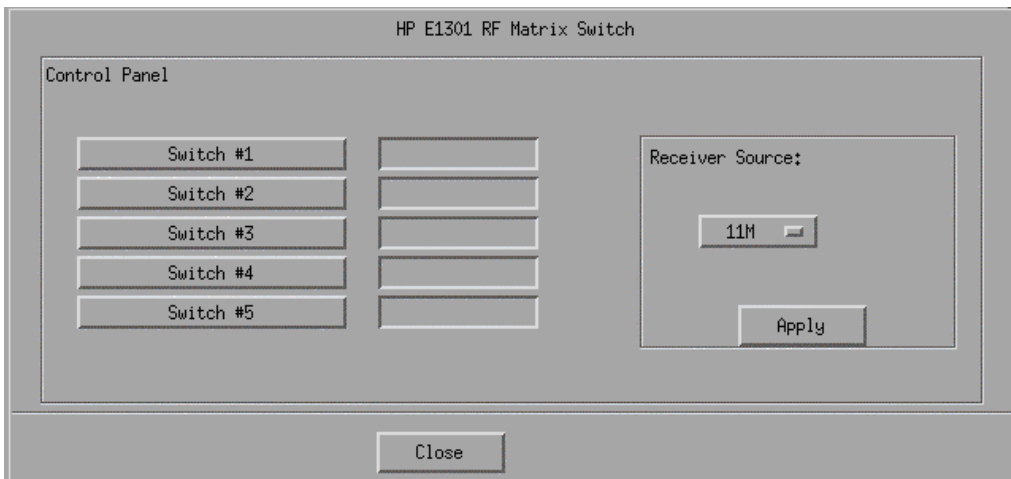 HP E1301 RF Matrix Switch
Control Panel
Switch #1
Switch #2
Switch #3
Switch #4
Switch #5
Receiver Source:
11M
Apply
Close